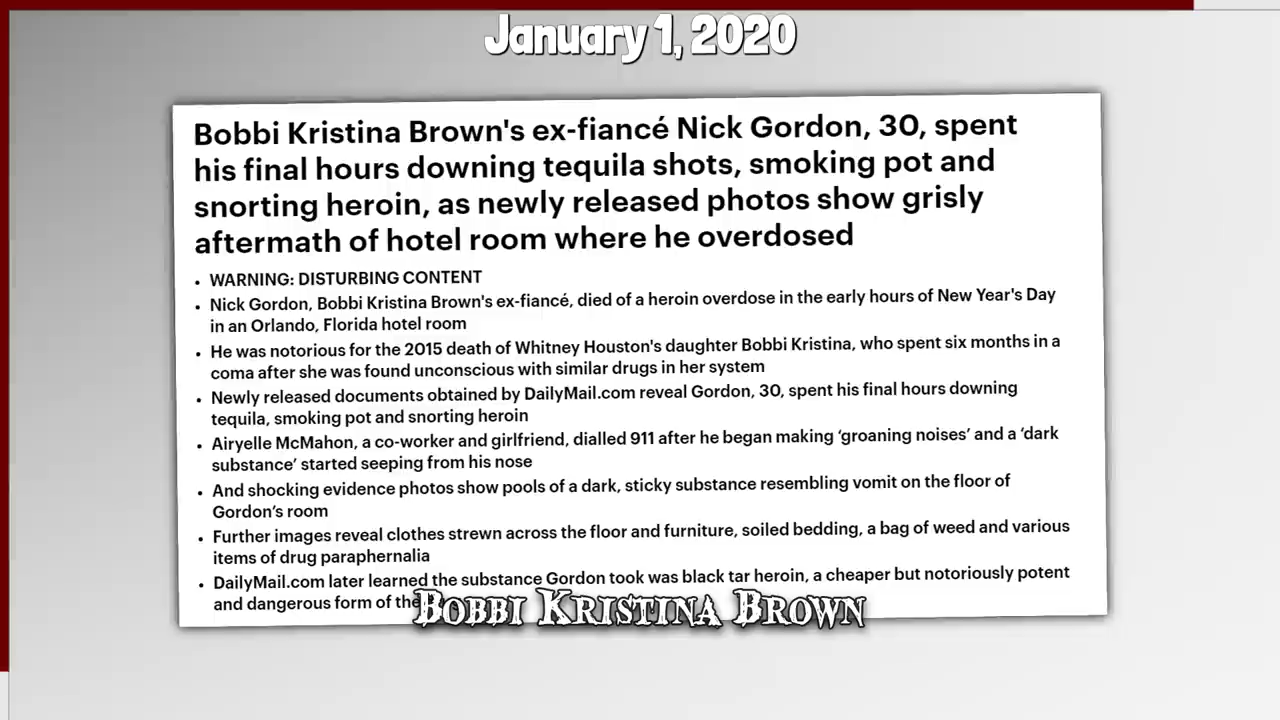 January 1, 2020
Bobbi Kristina Brown's ex-fiancé Nick Gordon, 30, spent
his final hours downing tequila shots, smoking pot and
snorting heroin, as newly released photos show grisly
aftermath of hotel room where he overdosed
• WARNING: DISTURBING CONTENT
• Nick Gordon, Bobbi Kristina Brown's ex-fiancé, died of a heroin overdose in the early hours of New Year's Day
in an Orlando, Florida hotel room
• He was notorious for the 2015 death of Whitney Houston's daughter Bobbi Kristina, who spent six months in a
coma after she was found unconscious with similar drugs in her system
• Newly released documents obtained by DailyMail.com reveal Gordon, 30, spent his final hours downing
tequila, smoking pot and snorting heroin
• Airyelle McMahon, a co-worker and girlfriend, dialled 911 after he began making ‘groaning noises’ and a ‘dark
substance’ started seeping from his nose
• And shocking evidence photos show pools of a dark, sticky substance resembling vomit on the floor of
Gordon’s room
• Further images reveal clothes strewn across the floor and furniture, soiled bedding, a bag of weed and various
items of drug paraphernalia
• DailyMail.com later learned the substance Gordon took was black tar heroin, a cheaper but notoriously potent
and dangerous form of the
Bobbi Kristina Brown